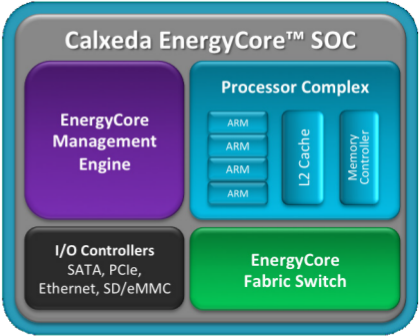 Calxeda EnergyCore™ SOC
EnergyCore
Management
Engine
Processor Complex
ARM
ARM
ARM
ARM
L2 Cache
Memory
Controller
I/O Controllers
SATA, PCIe,
Ethernet, SD/eMMC
EnergyCore
Fabric Switch